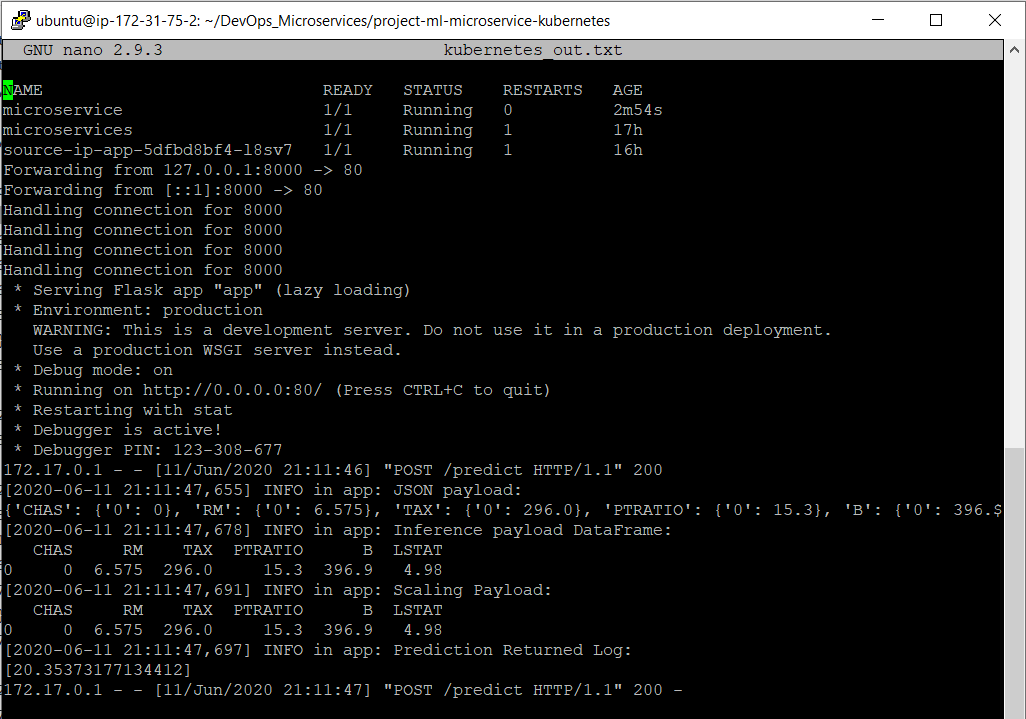 ubuntu@ip-172-31-75-2: ~/DevOps_Microservices/project-ml-microservice-kubernetes
GNU nano 2.9.3 kubernetes_out.txt
NAME READY STATUS RESTARTS AGE
microservice 1/1 Running 0 2m54s
microservices 1/1 Running 1 17h
source-ip-app-5dfbd8bf4-l8sv7 1/1 Running 1 16h
Forwarding from 127.0.0.1:8000 -> 80
Forwarding from [::1]:8000 -> 80
Handling connection for 8000
Handling connection for 8000
Handling connection for 8000
Handling connection for 8000
* Serving Flask app "app" (lazy loading)
* Environment: production
WARNING: This is a development server. Do not use it in a production deployment.
Use a production WSGI server instead.
* Debug mode: on
* Running on http://0.0.0.0:80/ (Press CTRL+C to quit)
* Restarting with stat
* Debugger is active!
* Debugger PIN: 123-308-677
172.17.0.1 - - [11/Jun/2020 21:11:46] "POST /predict HTTP/1.1" 200
[2020-06-11 21:11:47,655] INFO in app: JSON payload:
{'CHAS': {'0': 0}, 'RM': {'0': 6.575}, 'TAX': {'0': 296.0}, 'PTRATIO': {'0': 15.3}, 'B': {'0': 396.$
[2020-06-11 21:11:47,678] INFO in app: Inference payload DataFrame:
CHAS RM TAX PTRATIO B LSTAT
0 0 6.575 296.0 15.3 396.9 4.98
[2020-06-11 21:11:47,691] INFO in app: Scaling Payload:
CHAS RM TAX PTRATIO B LSTAT
0 0 6.575 296.0 15.3 396.9 4.98
[2020-06-11 21:11:47,697] INFO in app: Prediction Returned Log:
[20.35373177134412]
172.17.0.1 - - [11/Jun/2020 21:11:47] "POST /predict HTTP/1.1" 200 -